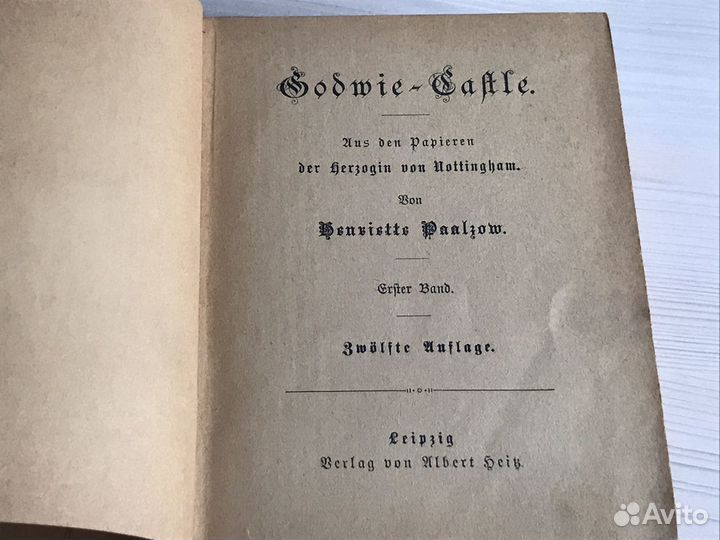 Godwie-Castle.
Aus den Papieren
der Herzogin von Nottingham.
Von
Henriette Paalzow.
Erster Band.
Zwölfte Auflage.
Leipzig
Verlag von Albert Heitz
Avito